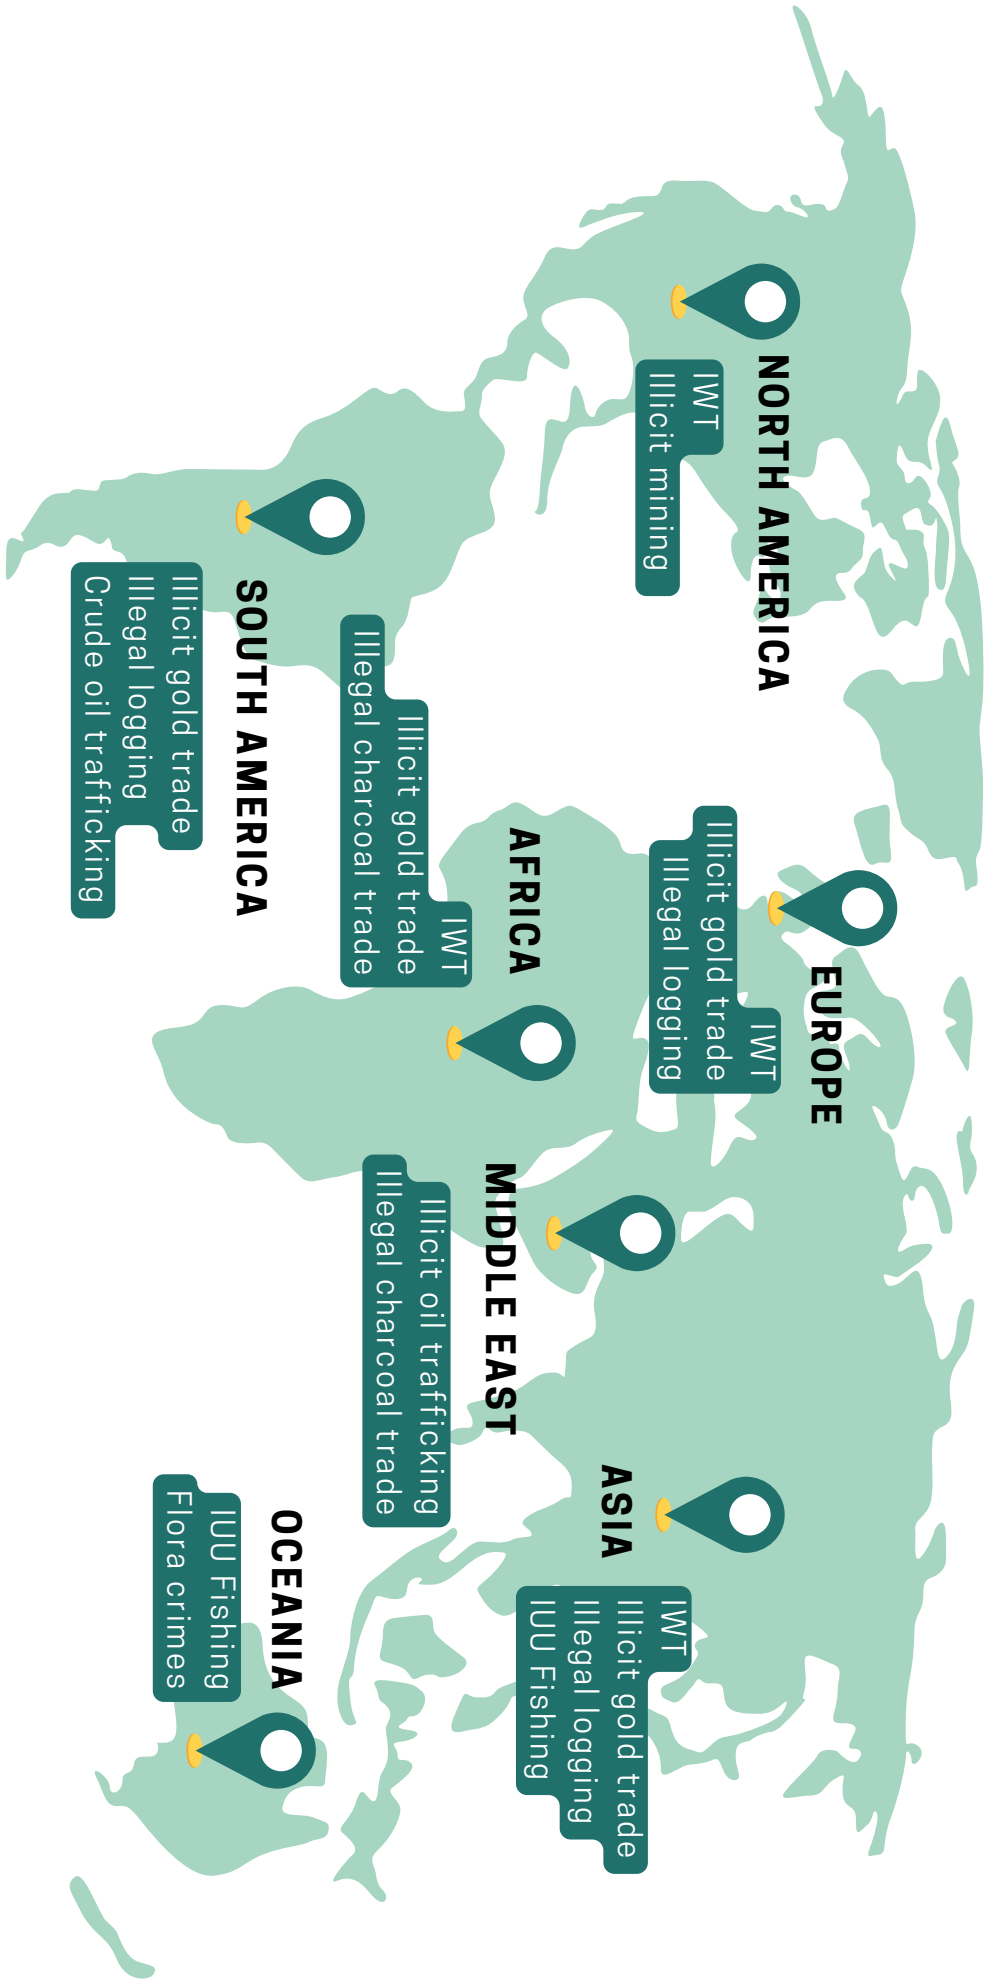 NORTH AMERICA
IWT
Illicit mining
EUROPE
IWT
Illicit gold trade
Illegal logging
ASIA
IWT
Illicit gold trade
Illegal logging
IUU Fishing
AFRICA
IWT
Illicit gold trade
Illegal charcoal trade
MIDDLE EAST
Illicit oil trafficking
Illegal charcoal trade
SOUTH AMERICA
Illicit gold trade
Illegal logging
Crude oil trafficking
OCEANIA
IUU Fishing
Flora crimes